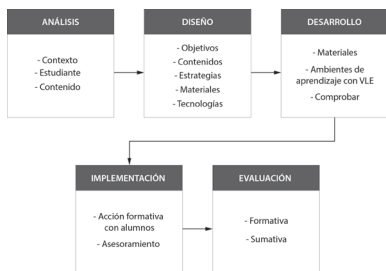 ANÁLISIS
- Contexto
- Estudiante
- Contenido
DISEÑO
- Objetivos
- Contenidos
- Estrategias
- Materiales
- Tecnologías
DESARROLLO
- Materiales
- Ambientes de
aprendizaje con VLE
- Comprobar
IMPLEMENTACIÓN
- Acción formativa
con alumnos
- Asesoramiento
EVALUACIÓN
- Formativa
- Sumativa